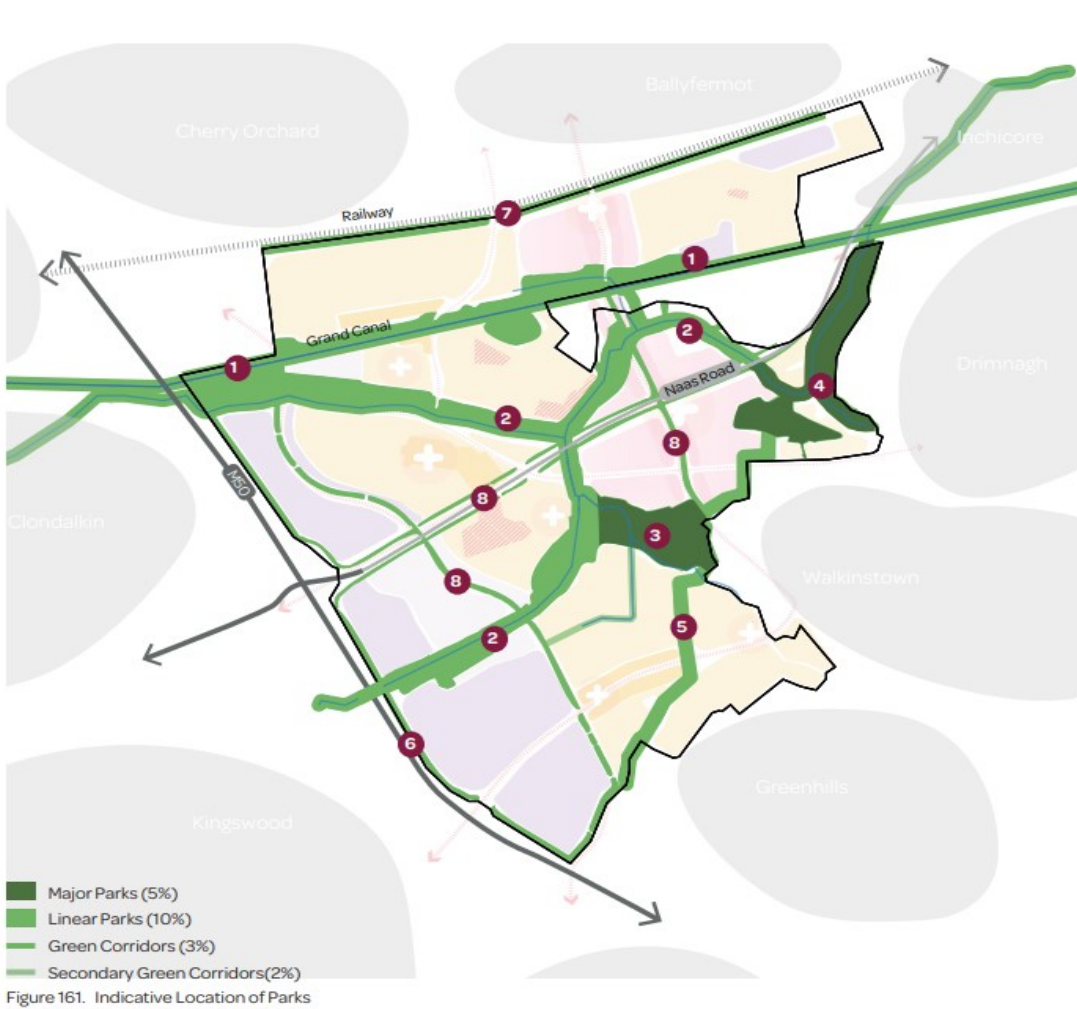 Ballyfermot
Cherry Orchard
Inchicore
Railway
7
1
Grand Canal
2
1
Naas Road
Drimnagh
4
2
8
M50
8
Clondalkin
3
8
Walkinstown
5
2
6
Greenhills
Kingswood
Major Parks (5%)
Linear Parks (10%)
Green Corridors (3%)
Secondary Green Corridors(2%)
Figure 161. Indicative Location of Parks